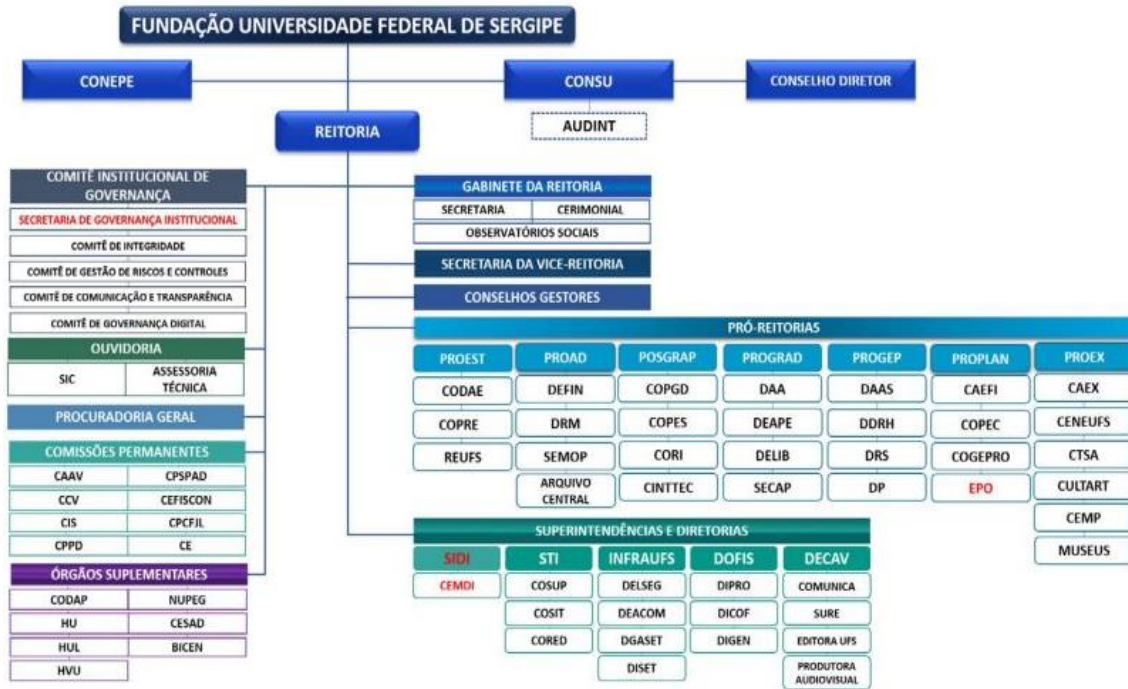 FUNDAÇÃO UNIVERSIDADE FEDERAL DE SERGIPE
CONEPE
CONSU
CONSELHO DIRETOR
AUDINT
REITORIA
COMITÊ INSTITUCIONAL DE
GOVERNANÇA
SECRETARIA DE GOVERNANÇA INSTITUCIONAL
COMITÊ DE INTEGRIDADE
COMITÊ DE GESTÃO DE RISCOS E CONTROLES
COMITÊ DE COMUNICAÇÃO E TRANSPARÊNCIA
COMITÊ DE GOVERNANÇA DIGITAL
OUVIDORIA
SIC
ASSESSORIA
TÉCNICA
PROCURADORIA GERAL
COMISSÕES PERMANENTES
CAAV CPSPAD
CCV CEFISCON
CIS CPCFJL
CPPD CE
ÓRGÃOS SUPLEMENTARES
CODAP NUPEG
HU CESAD
HUL BICEN
HVU
GABINETE DA REITORIA
SECRETARIA CERIMONIAL
OBSERVATÓRIOS SOCIAIS
SECRETARIA DA VICE-REITORIA
CONSELHOS GESTORES
PRÓ-REITORIAS
PROEST
CODAE
COPRE
REUFS
PROAD
DEFIN
DRM
SEMOP
ARQUIVO
CENTRAL
POSGRAP
COPGD
COPES
CORI
CINTTEC
PROGRAD
DAA
DEAPE
DELIB
SECAP
PROGEP
DAAS
DDRH
DRS
DP
PROPLAN
CAEFI
COPEC
COGEPRO
EPO
PROEX
CAEX
CENEUFS
CTSA
CULTART
CEMP
MUSEUS
SUPERINTENDÊNCIAS E DIRETORIAS
SIDI
CEMDI
STI
COSUP
COSIT
CORED
INFRAUFS
DELSEG
DEACOM
DGASET
DISET
DOFIS
DIPRO
DICOF
DIGEN
DECAV
COMUNICA
SURE
EDITORA UFS
PRODUTORA
AUDIOVISUAL